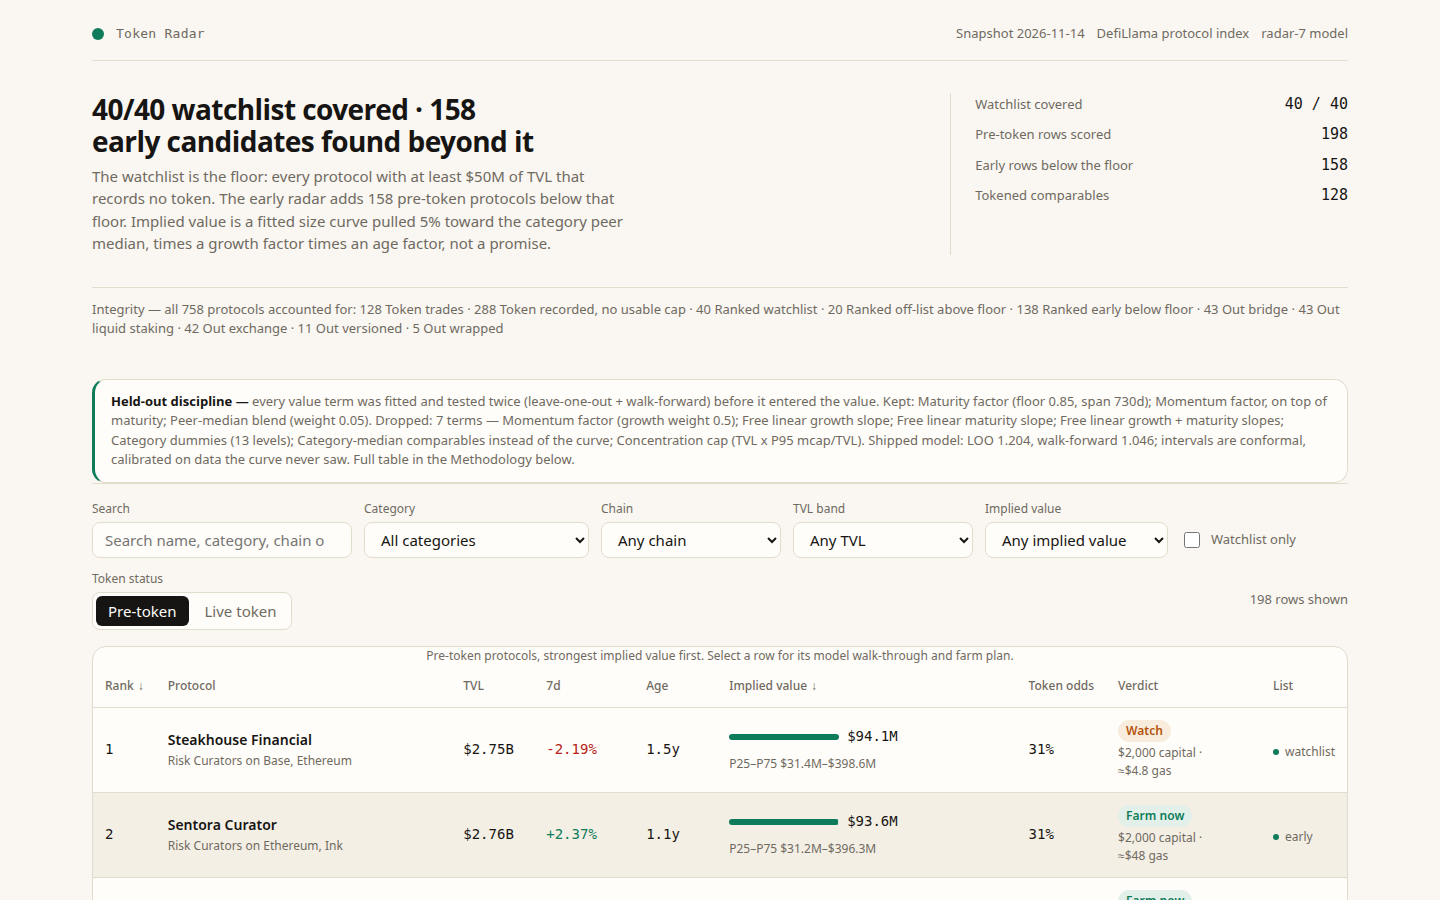 Token Radar
Snapshot 2026-11-14 DefiLlama protocol index radar-7 model
40/40 watchlist covered · 158
early candidates found beyond it
The watchlist is the floor: every protocol with at least $50M of TVL that
records no token. The early radar adds 158 pre-token protocols below that
floor. Implied value is a fitted size curve pulled 5% toward the category peer
median, times a growth factor times an age factor, not a promise.
Watchlist covered 40 / 40
Pre-token rows scored 198
Early rows below the floor 158
Tokened comparables 128
Integrity — all 758 protocols accounted for: 128 Token trades · 288 Token recorded, no usable cap · 40 Ranked watchlist · 20 Ranked off-list above floor · 138 Ranked early below floor · 43 Out bridge · 43 Out
liquid staking · 42 Out exchange · 11 Out versioned · 5 Out wrapped
Held-out discipline — every value term was fitted and tested twice (leave-one-out + walk-forward) before it entered the value. Kept: Maturity factor (floor 0.85, span 730d); Momentum factor, on top of
maturity; Peer-median blend (weight 0.05). Dropped: 7 terms — Momentum factor (growth weight 0.5); Free linear growth slope; Free linear maturity slope; Free linear growth + maturity slopes;
Category dummies (13 levels); Category-median comparables instead of the curve; Concentration cap (TVL x P95 mcap/TVL). Shipped model: LOO 1.204, walk-forward 1.046; intervals are conformal,
calibrated on data the curve never saw. Full table in the Methodology below.
Search Category Chain TVL band Implied value
Search name, category, chain o All categories Any chain Any TVL Any implied value Watchlist only
Token status
Pre-token Live token
198 rows shown
Pre-token protocols, strongest implied value first. Select a row for its model walk-through and farm plan.
Rank ↓ Protocol TVL 7d Age Implied value ↓ Token odds Verdict List
1 Steakhouse Financial $2.75B -2.19% 1.5y $94.1M 31% Watch watchlist
Risk Curators on Base, Ethereum P25–P75 $31.4M–$398.6M $2,000 capital ·
≈$4.8 gas
2 Sentora Curator $2.76B +2.37% 1.1y $93.6M 31% Farm now early
Risk Curators on Ethereum, Ink P25–P75 $31.2M–$396.3M $2,000 capital ·
≈$48 gas
Farm now